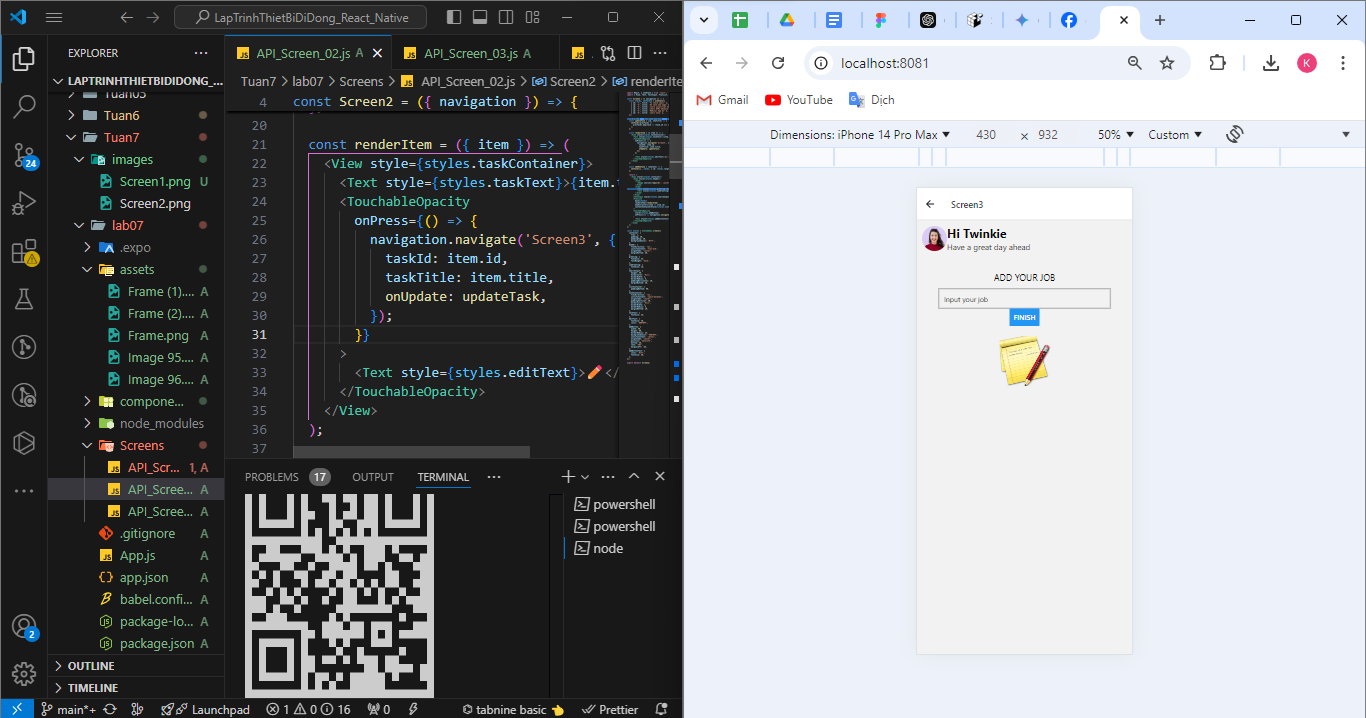 LapTrinhThietBiDiDong_React_Native
EXPLORER
LAPTRINHTHIETBIDIDONG_...
Tuan05
Tuan6
Tuan7
images
Screen1.png U
Screen2.png
lab07
.expo
assets
Frame (1).... A
Frame (2).... A
Frame.png A
Image 95.... A
Image 96.... A
compone...
node_modules
Screens
API_Scr... 1, A
API_Scree... A
API_Scree... A
.gitignore A
App.js A
app.json A
babel.confi... A
package-lo... A
package.json A
OUTLINE
TIMELINE
24
2
API_Screen_02.js A
API_Screen_03.js A
Tuan7 > lab07 > Screens > API_Screen_02.js > Screen2 > renderIte
4 const Screen2 = ({ navigation }) => {
20
21 const renderItem = ({ item }) => (
22 <View style={styles.taskContainer}>
23 <Text style={styles.taskText}>{item.
24 <TouchableOpacity
25 onPress={() => {
26 navigation.navigate('Screen3', {
27 taskId: item.id,
28 taskTitle: item.title,
29 onUpdate: updateTask,
30 });
31 }}
32 >
33 <Text style={styles.editText}>✏️</
34 </TouchableOpacity>
35 </View>
36 );
37
PROBLEMS 17 OUTPUT TERMINAL
powershell
powershell
node
main*+ Launchpad 1 0 16 0 tabnine basic 👈 Prettier
localhost:8081
K
Gmail YouTube Dịch
Dimensions: iPhone 14 Pro Max 430 × 932 50% Custom
Screen3
Hi Twinkie
Have a great day ahead
ADD YOUR JOB
Input your job
FINISH